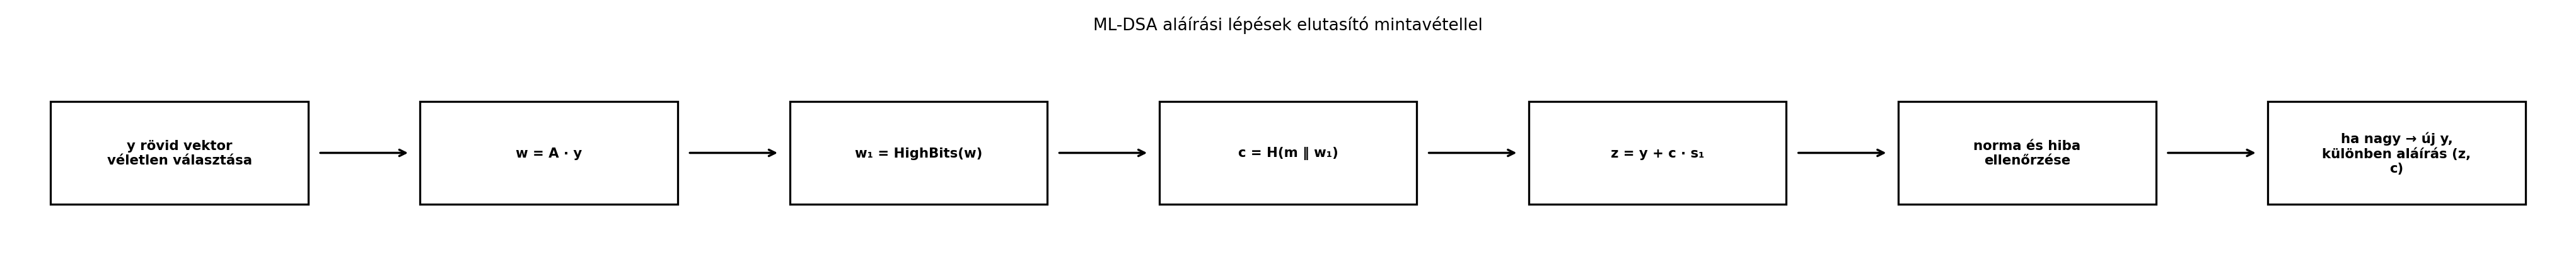 ML-DSA aláírási lépések elutasító mintavétellel
y rövid vektor
véletlen választása
w = A · y
w₁ = HighBits(w)
c = H(m ‖ w₁)
z = y + c · s₁
norma és hiba
ellenőrzése
ha nagy → új y,
különben aláírás (z,
c)